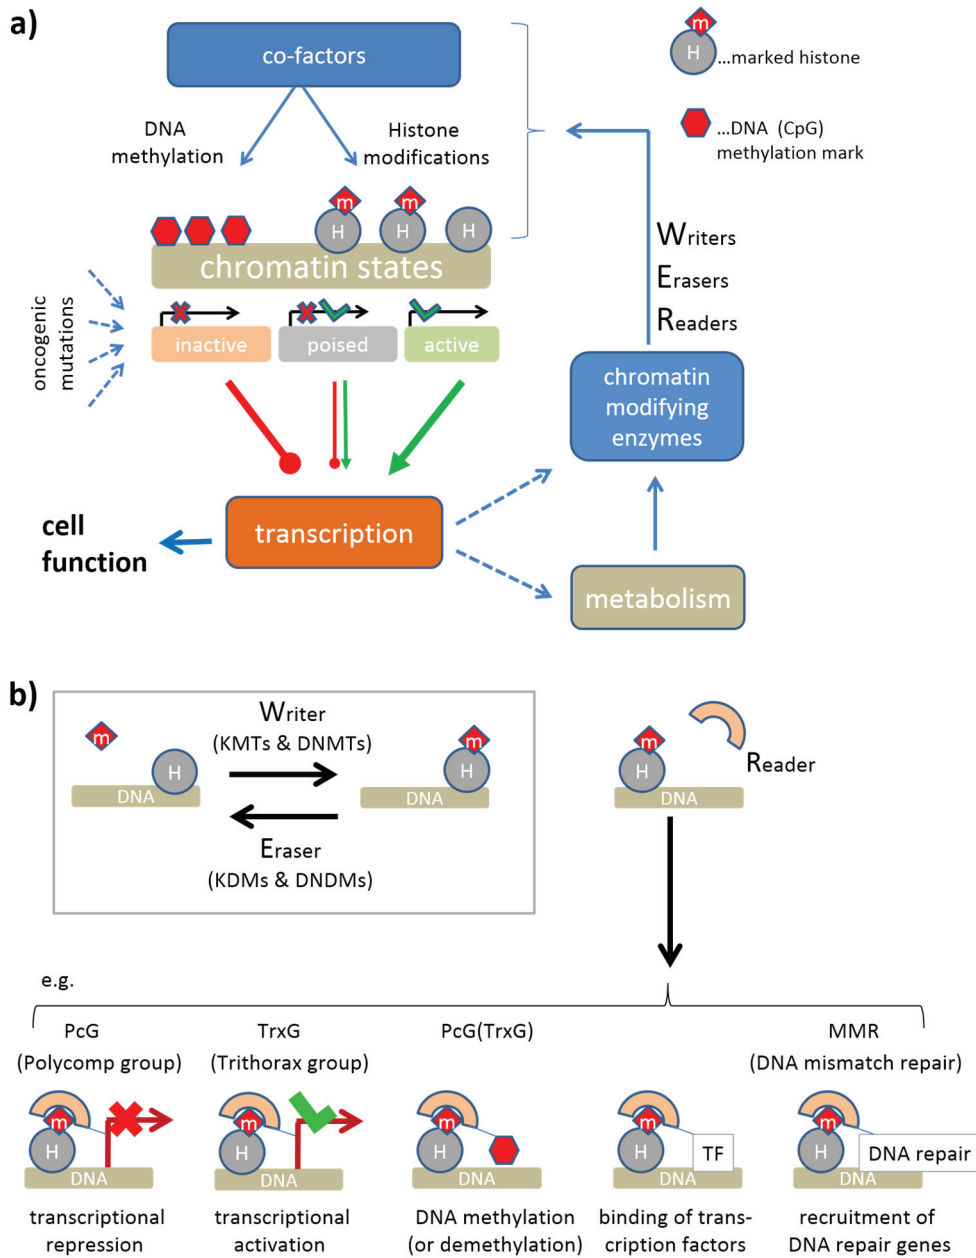 a)
co-factors
m
H
...marked histone
DNA
methylation
Histone
modifications
...DNA (CpG)
methylation mark
m
m
H
H
H
chromatin states
Writers
Erasers
Readers
oncogenic
mutations
inactive
poised
active
chromatin
modifying
enzymes
cell
function
transcription
metabolism
b)
Writer
(KMTs & DNMTs)
m
H
DNA
m
H
DNA
Eraser
(KDMs & DNDMs)
m
H
DNA
Reader
e.g.
PcG
(Polycomp group)
TrxG
(Trithorax group)
PcG(TrxG)
MMR
(DNA mismatch repair)
m
H
DNA
m
H
DNA
m
H
DNA
m
H
TF
DNA
m
H
DNA repair
DNA
transcriptional
repression
transcriptional
activation
DNA methylation
(or demethylation)
binding of trans-
cription factors
recruitment of
DNA repair genes